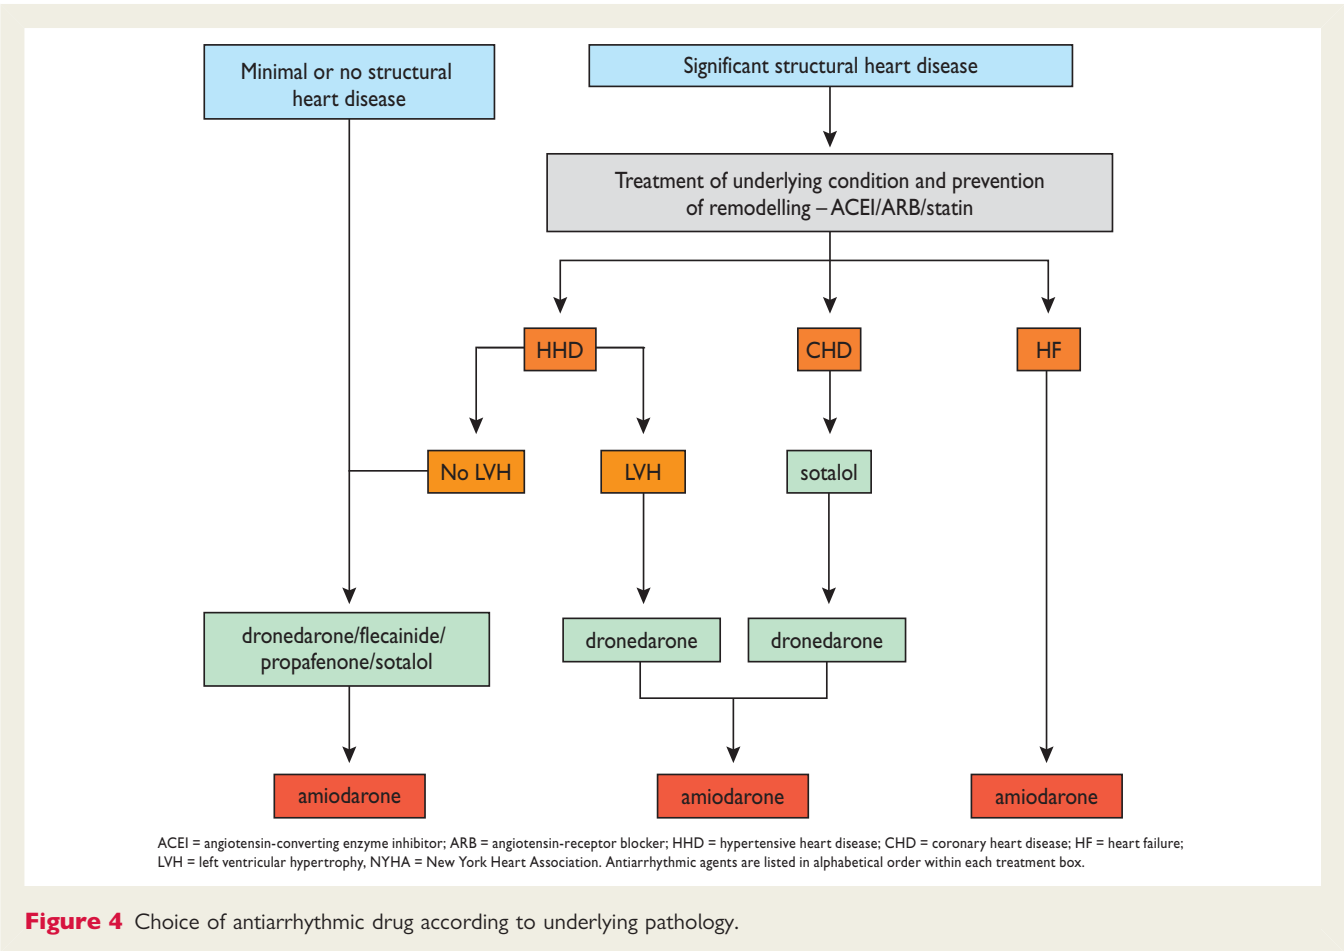 Minimal or no structural
heart disease
Significant structural heart disease
Treatment of underlying condition and prevention
of remodelling – ACEI/ARB/statin
HHD
CHD
HF
No LVH
LVH
sotalol
dronedarone/flecainide/
propafenone/sotalol
dronedarone
dronedarone
amiodarone
amiodarone
amiodarone
ACEI = angiotensin-converting enzyme inhibitor; ARB = angiotensin-receptor blocker; HHD = hypertensive heart disease; CHD = coronary heart disease; HF = heart failure;
LVH = left ventricular hypertrophy, NYHA = New York Heart Association. Antiarrhythmic agents are listed in alphabetical order within each treatment box.
Figure 4 Choice of antiarrhythmic drug according to underlying pathology.